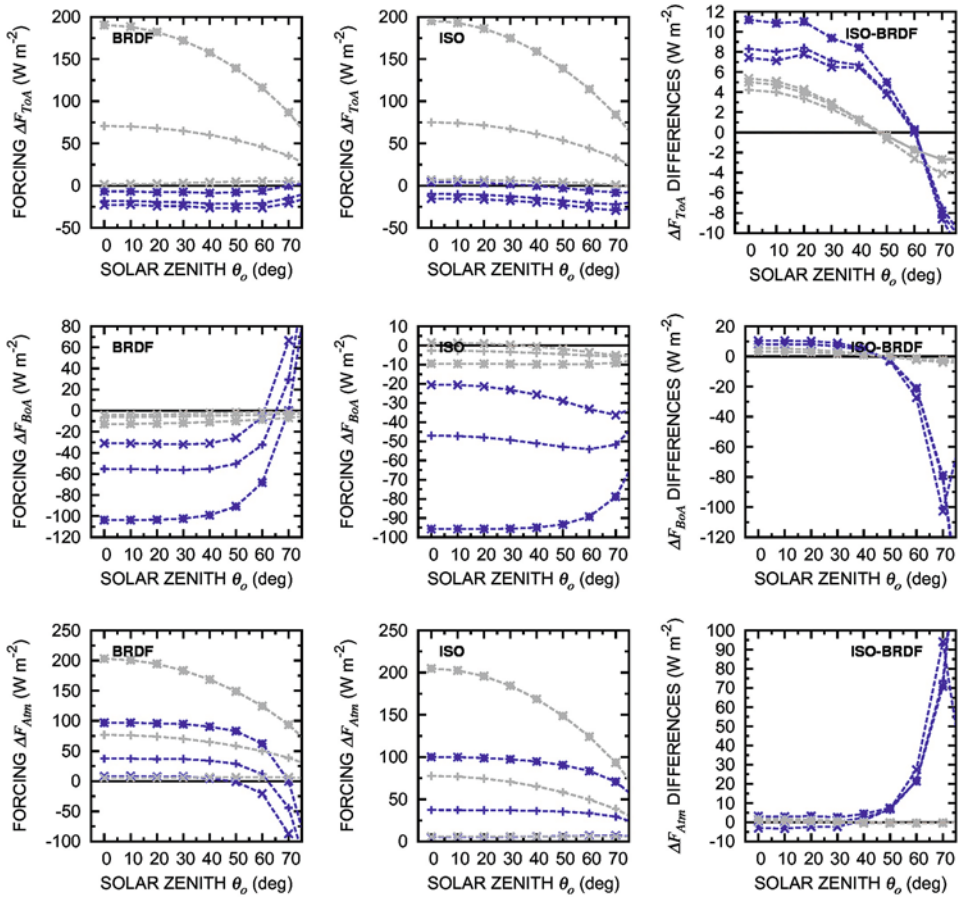 FORCING ΔF_ToA (W m⁻²)
200
150
100
50
0
-50
BRDF
0 10 20 30 40 50 60 70
SOLAR ZENITH θ_o (deg)
FORCING ΔF_ToA (W m⁻²)
200
150
100
50
0
-50
ISO
0 10 20 30 40 50 60 70
SOLAR ZENITH θ_o (deg)
ΔF_ToA DIFFERENCES (W m⁻²)
12
10
8
6
4
2
0
-2
-4
-6
-8
-10
ISO-BRDF
0 10 20 30 40 50 60 70
SOLAR ZENITH θ_o (deg)
FORCING ΔF_BoA (W m⁻²)
80
60
40
20
0
-20
-40
-60
-80
-100
-120
BRDF
0 10 20 30 40 50 60 70
SOLAR ZENITH θ_o (deg)
FORCING ΔF_BoA (W m⁻²)
10
0
-10
-20
-30
-40
-50
-60
-70
-80
-90
-100
ISO
0 10 20 30 40 50 60 70
SOLAR ZENITH θ_o (deg)
ΔF_BoA DIFFERENCES (W m⁻²)
20
0
-20
-40
-60
-80
-100
-120
ISO-BRDF
0 10 20 30 40 50 60 70
SOLAR ZENITH θ_o (deg)
FORCING ΔF_Atm (W m⁻²)
250
200
150
100
50
0
-50
-100
BRDF
0 10 20 30 40 50 60 70
SOLAR ZENITH θ_o (deg)
FORCING ΔF_Atm (W m⁻²)
250
200
150
100
50
0
ISO
0 10 20 30 40 50 60 70
SOLAR ZENITH θ_o (deg)
ΔF_Atm DIFFERENCES (W m⁻²)
100
90
80
70
60
50
40
30
20
10
0
-10
ISO-BRDF
0 10 20 30 40 50 60 70
SOLAR ZENITH θ_o (deg)